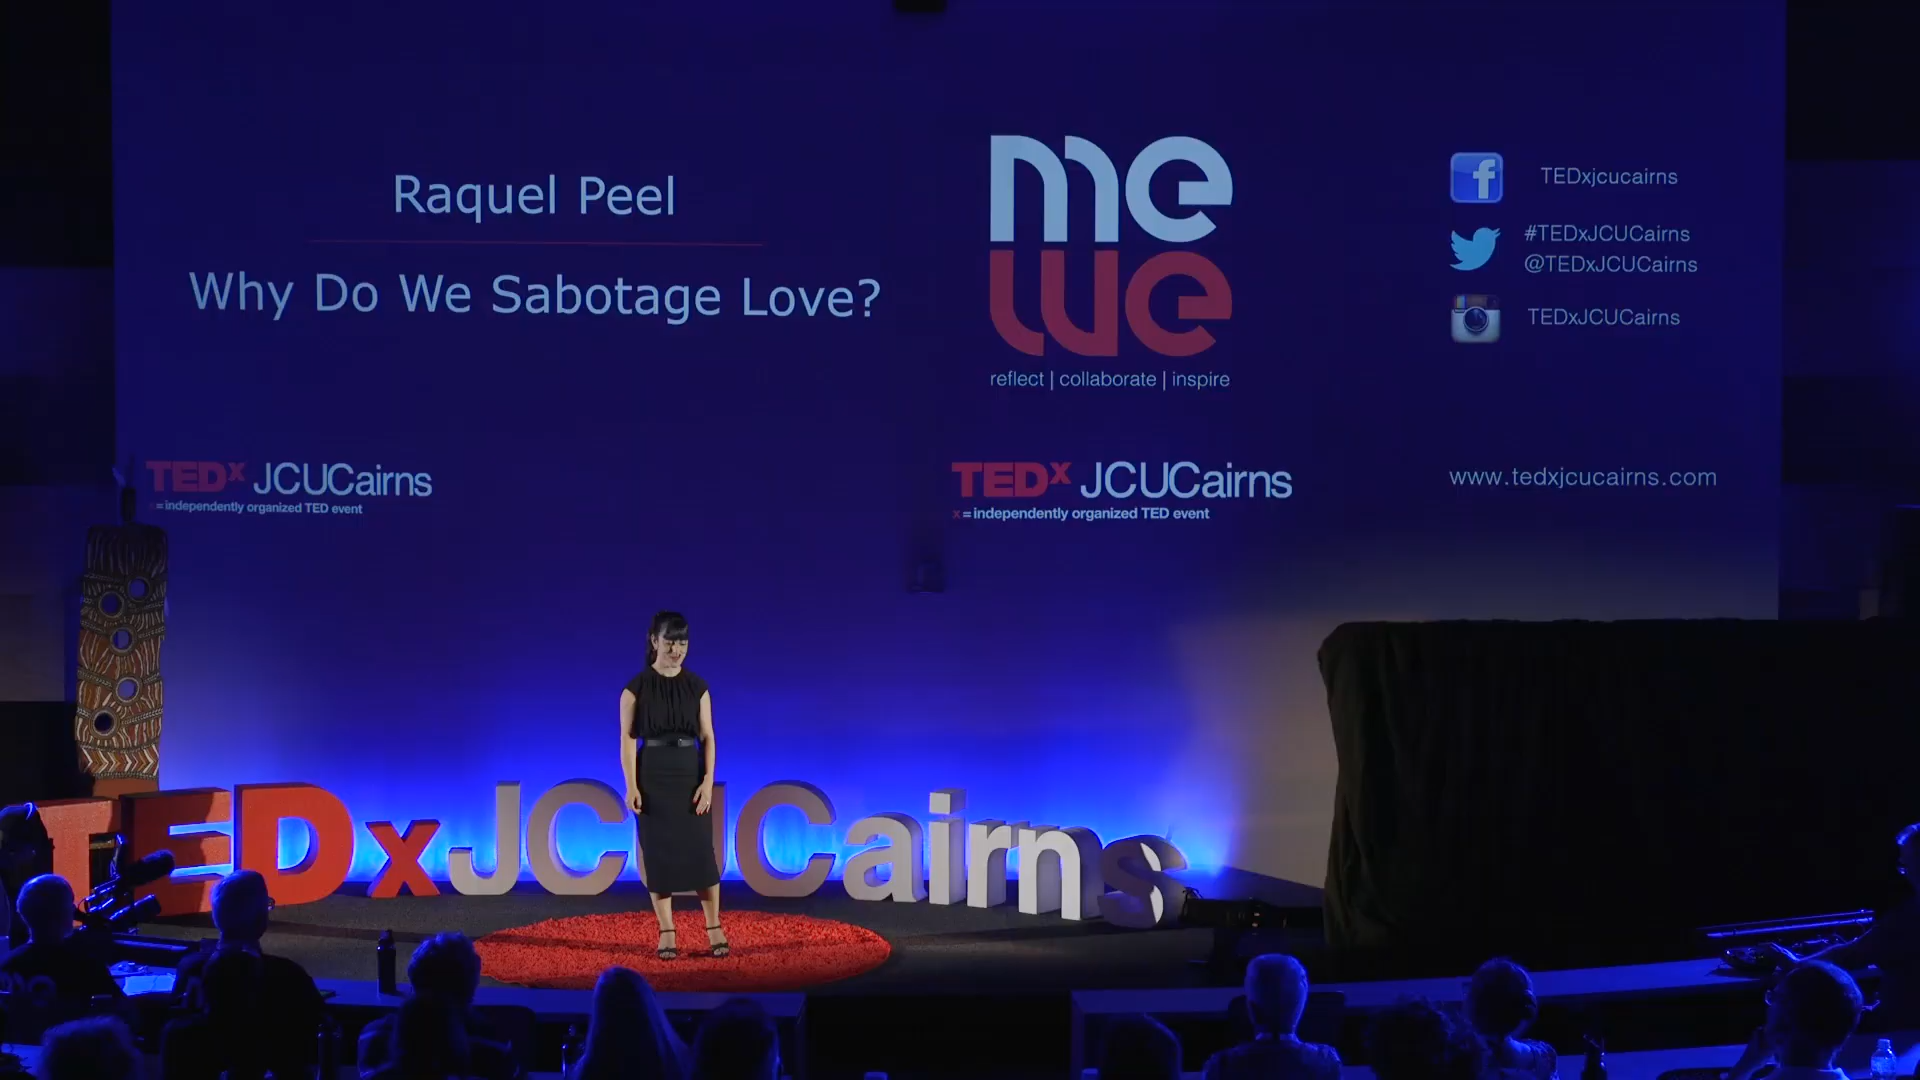 Raquel Peel
Why Do We Sabotage Love?
TEDx JCUCairns
x=independently organized TED event
me
we
reflect | collaborate | inspire
TEDx JCUCairns
x=independently organized TED event
f
TEDxjcucairns
#TEDxJCUCairns
@TEDxJCUCairns
TEDxJCUCairns
www.tedxjcucairns.com
TEDxJCUCairns